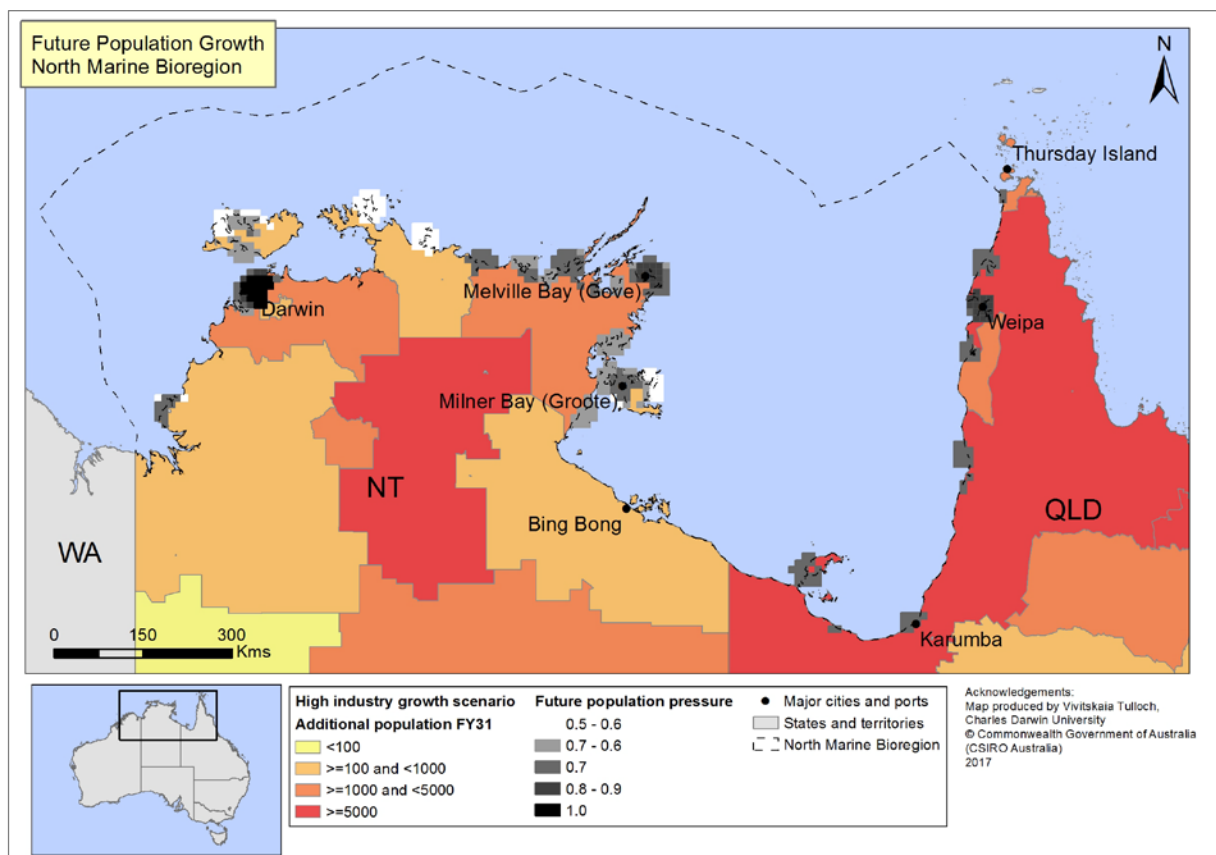 Future Population Growth
North Marine Bioregion
N
Thursday Island
Melville Bay (Gove)
Darwin
Weipa
Milner Bay (Groote)
NT
QLD
Bing Bong
WA
Karumba
0 150 300
Kms
High industry growth scenario
Additional population FY31
<100
>=100 and <1000
>=1000 and <5000
>=5000
Future population pressure
0.5 - 0.6
0.7 - 0.6
0.7
0.8 - 0.9
1.0
Major cities and ports
States and territories
North Marine Bioregion
Acknowledgements:
Map produced by Vivitskaia Tulloch,
Charles Darwin University
© Commonwealth Government of Australia
(CSIRO Australia)
2017